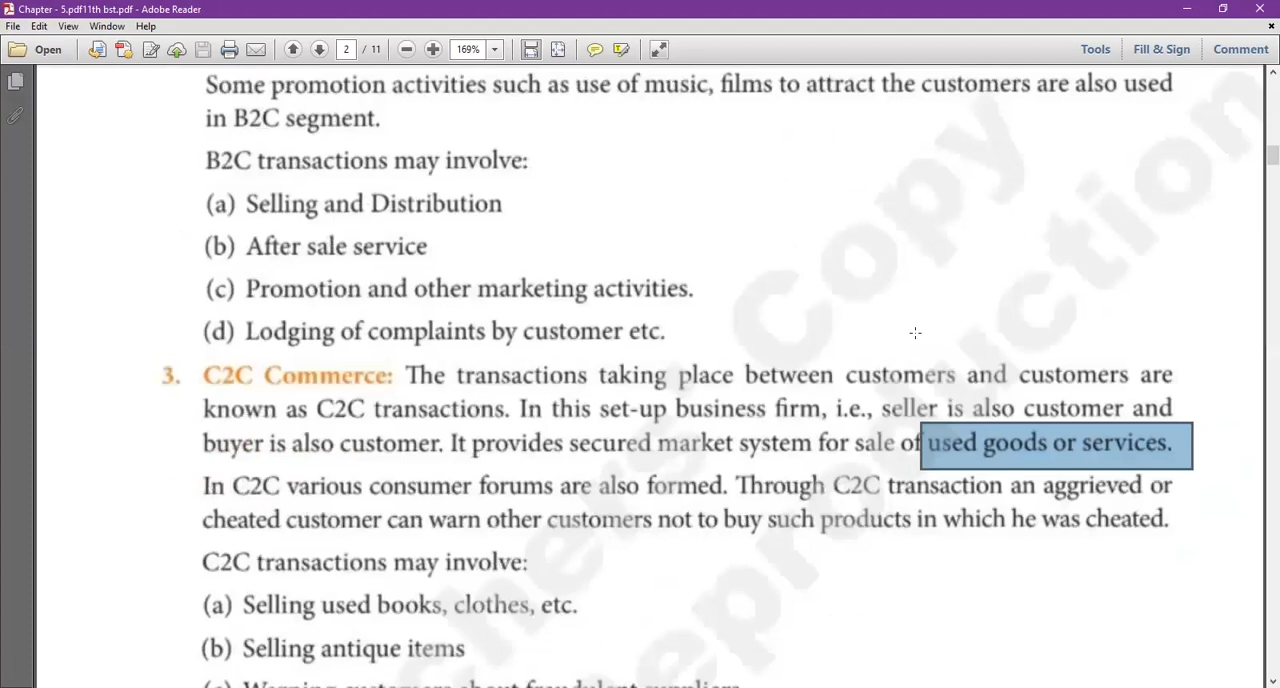 Chapter - 5.pdf11th bst.pdf - Adobe Reader
File Edit View Window Help
Open 2 / 11 169% Tools Fill & Sign Comment
Some promotion activities such as use of music, films to attract the customers are also used
in B2C segment.
B2C transactions may involve:
(a) Selling and Distribution
(b) After sale service
(c) Promotion and other marketing activities.
(d) Lodging of complaints by customer etc.
3. C2C Commerce: The transactions taking place between customers and customers are
known as C2C transactions. In this set-up business firm, i.e., seller is also customer and
buyer is also customer. It provides secured market system for sale of used goods or services.
In C2C various consumer forums are also formed. Through C2C transaction an aggrieved or
cheated customer can warn other customers not to buy such products in which he was cheated.
C2C transactions may involve:
(a) Selling used books, clothes, etc.
(b) Selling antique items
(c) Warning customers about fraudulent suppliers